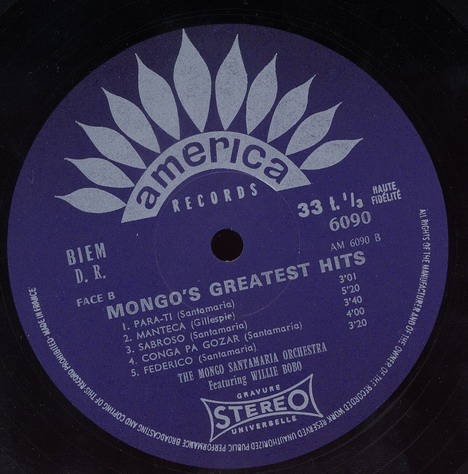 america
RECORDS
33 t. 1/3
HAUTE
FIDÉLITÉ
6090
BIEM
D. R.
AM 6090 B
FACE B
MONGO'S GREATEST HITS
1. PARA-TI (Santamaria) 3'01
2. MANTECA (Gillespie) 5'20
3. SABROSO (Santamaria) 3'40
4. CONGA PA GOZAR (Santamaria) 4'00
5. FEDERICO (Santamaria) 3'20
THE MONGO SANTAMARIA ORCHESTRA
Featuring WILLIE BOBO
GRAVURE
STEREO
UNIVERSELLE
ALL RIGHTS OF THE MANUFACTURER AND OF THE OWNER OF THE RECORDED WORK RESERVED UNAUTHORIZED PUBLIC PERFORMANCE BROADCASTING AND COPYING OF THIS RECORD PROHIBITED - MADE IN FRANCE